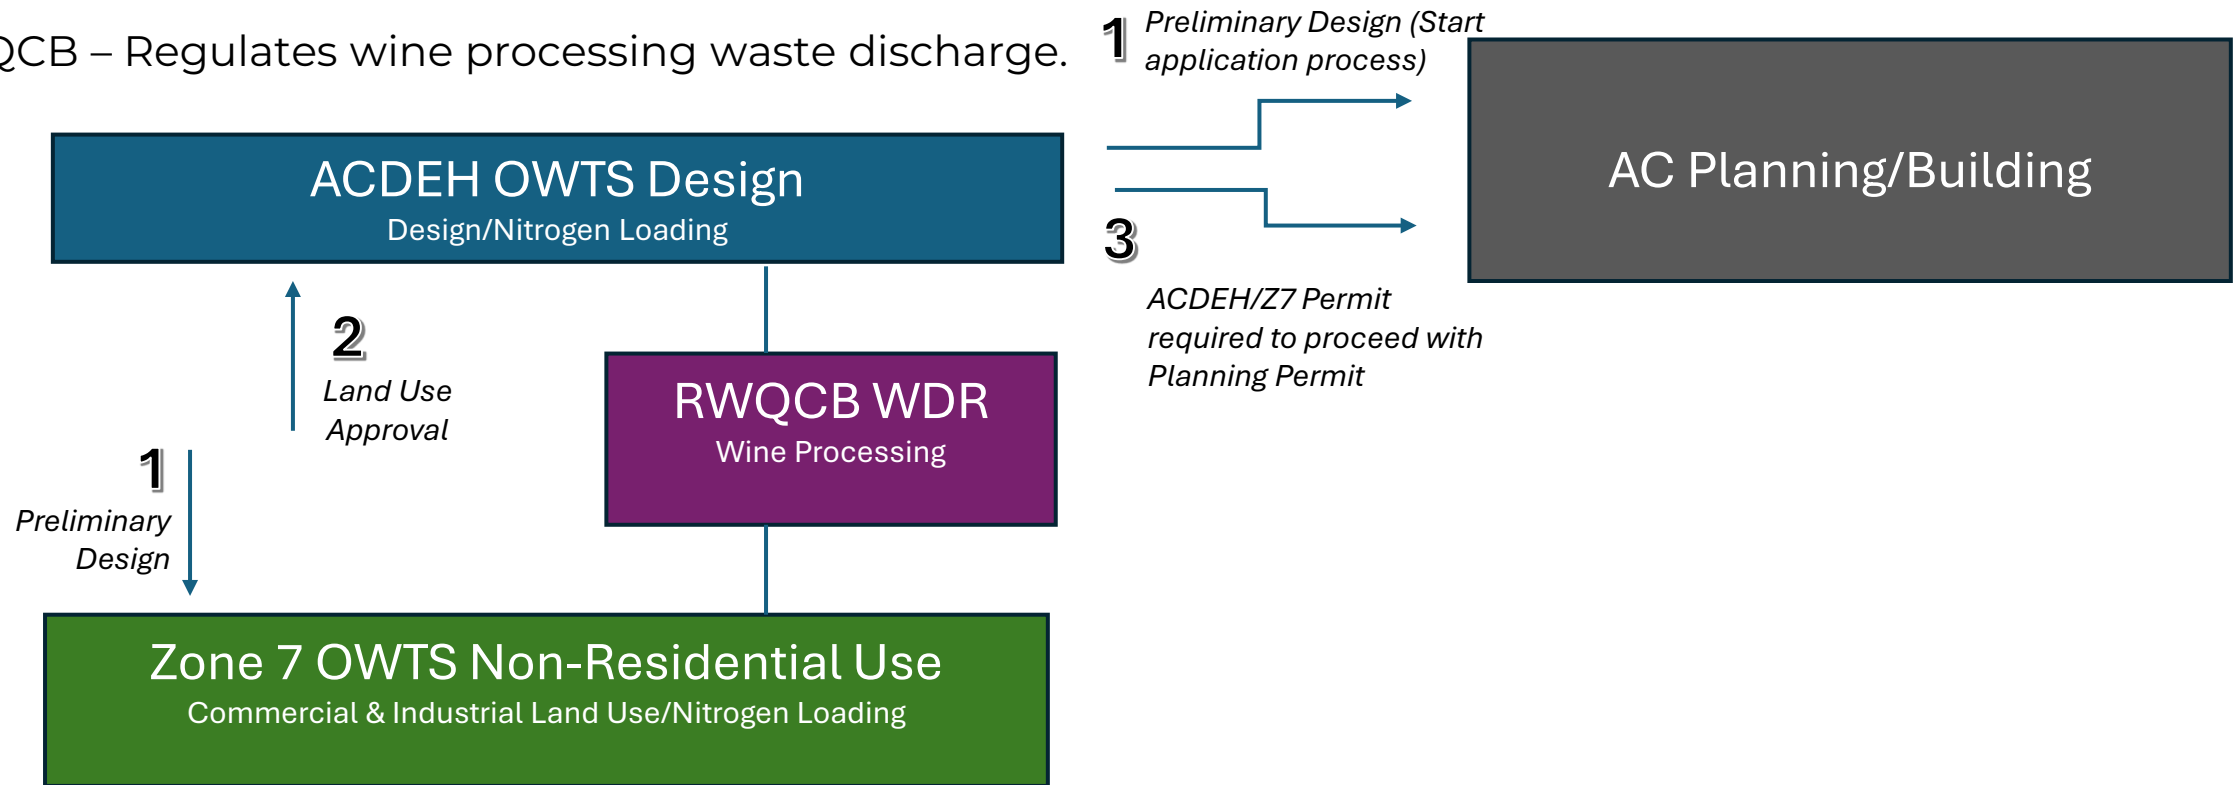 QCB – Regulates wine processing waste discharge.
1
Preliminary Design (Start
application process)
ACDEH OWTS Design
Design/Nitrogen Loading
AC Planning/Building
3
ACDEH/Z7 Permit
required to proceed with
Planning Permit
2
Land Use
Approval
RWQCB WDR
Wine Processing
1
Preliminary
Design
Zone 7 OWTS Non-Residential Use
Commercial & Industrial Land Use/Nitrogen Loading